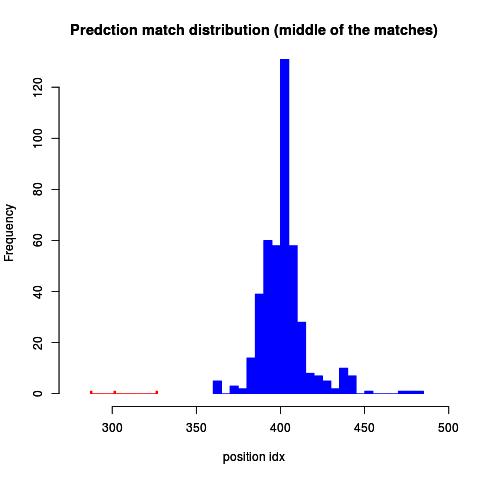 Predction match distribution (middle of the matches)
120
100
80
60
40
20
0
Frequency
300 350 400 450 500
position idx